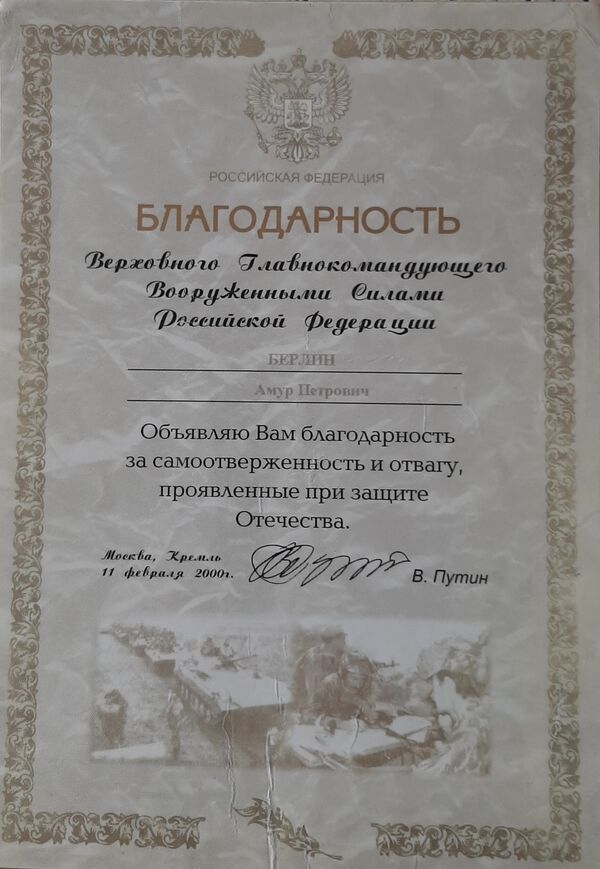 РОССИЙСКАЯ ФЕДЕРАЦИЯ
БЛАГОДАРНОСТЬ
Верховного Главнокомандующего
Вооруженными Силами
Российской Федерации
БЕРЛИН
Амур Петрович
Объявляю Вам благодарность
за самоотверженность и отвагу,
проявленные при защите
Отечества.
Москва, Кремль
11 февраля 2000г.
В. Путин